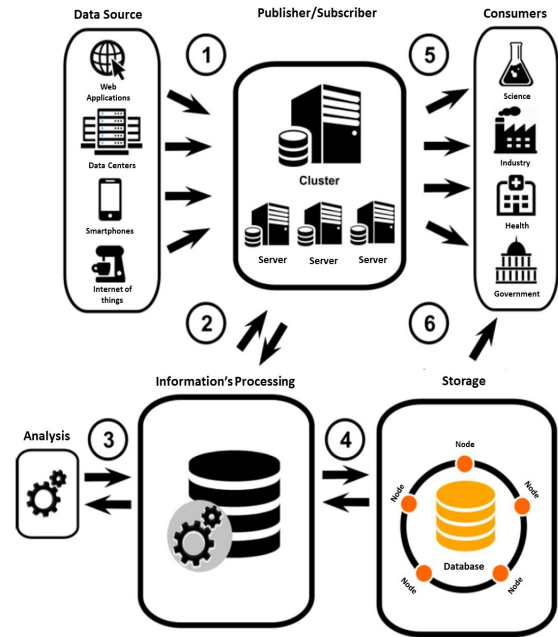 Data Source
Publisher/Subscriber
Consumers
1
5
Web
Applications
Data Centers
Smartphones
Internet of
things
Cluster
Server
Server
Server
Science
Industry
Health
Government
2
6
Information's Processing
Storage
Analysis
3
4
Node
Node
Node
Node
Node
Database